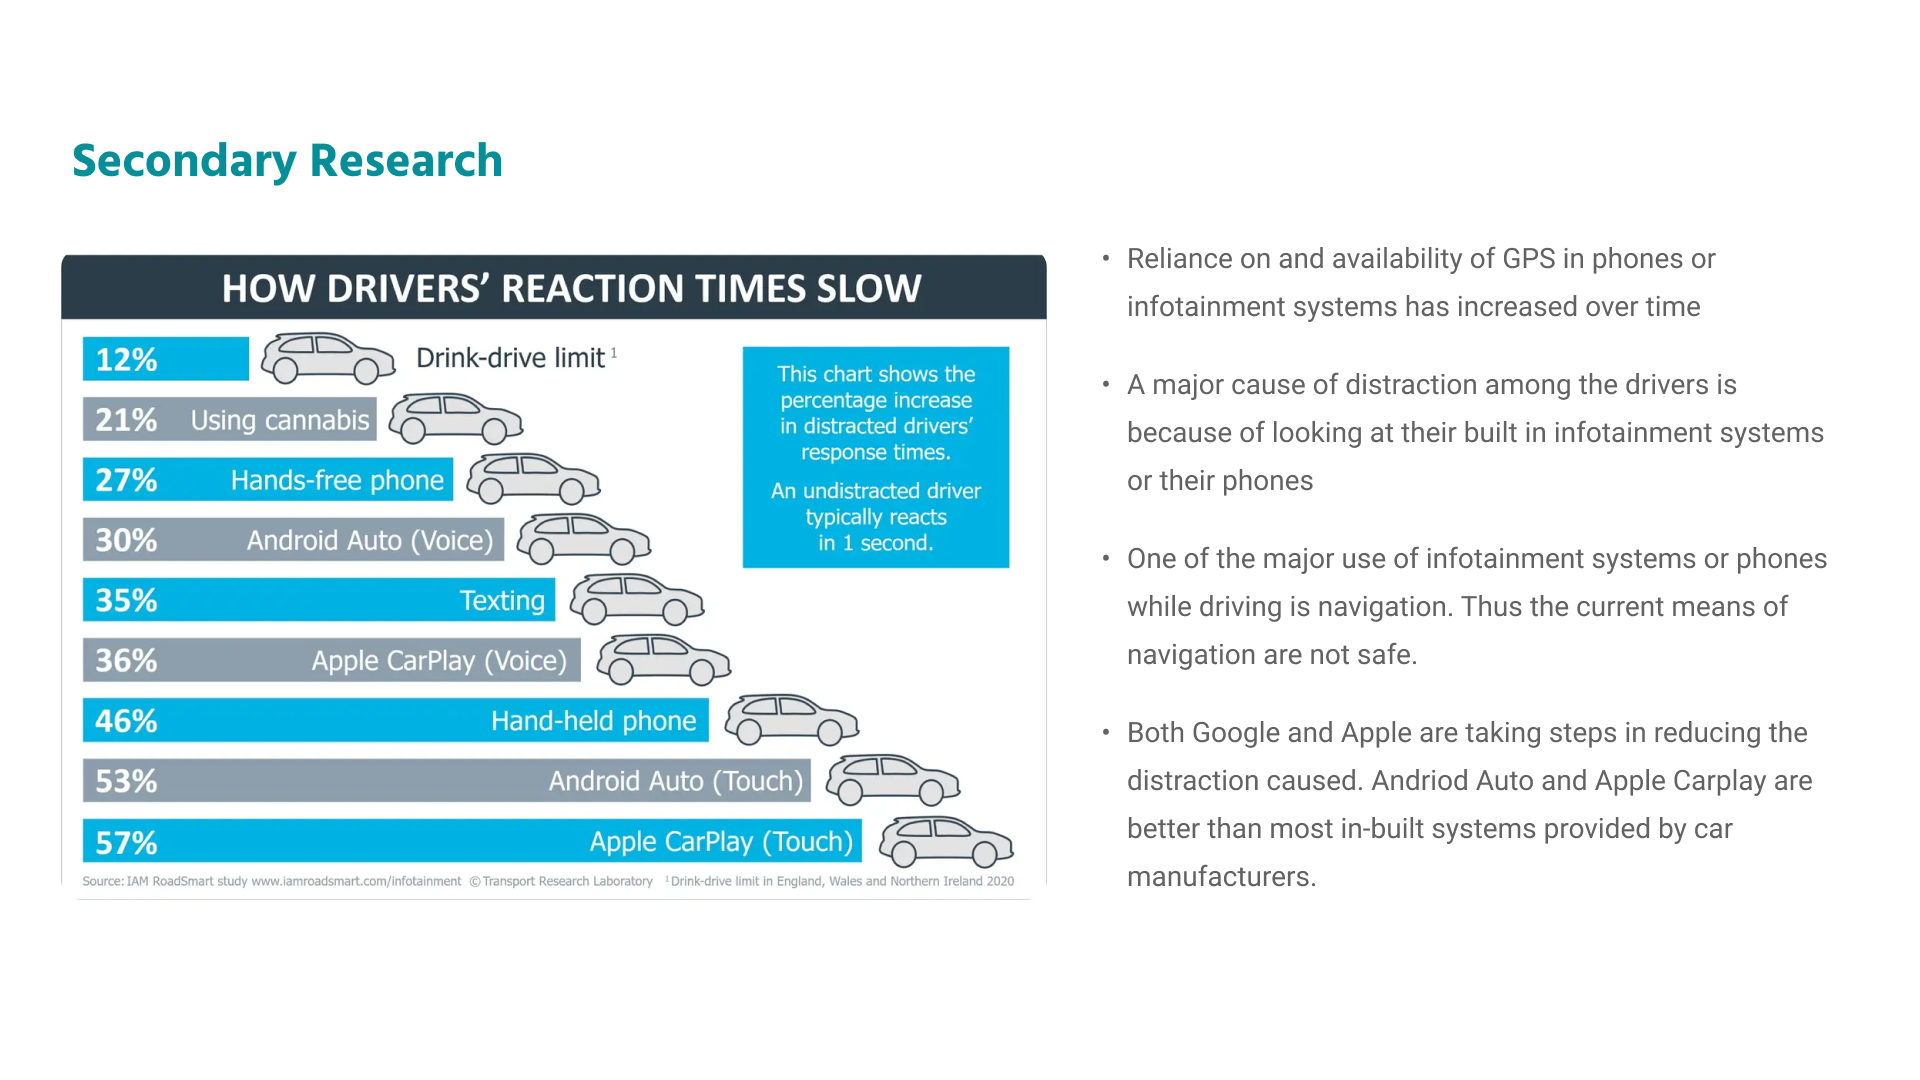 Secondary Research
HOW DRIVERS’ REACTION TIMES SLOW
12% Drink-drive limit ¹
21% Using cannabis
27% Hands-free phone
30% Android Auto (Voice)
35% Texting
36% Apple CarPlay (Voice)
46% Hand-held phone
53% Android Auto (Touch)
57% Apple CarPlay (Touch)
This chart shows the
percentage increase
in distracted drivers’
response times.
An undistracted driver
typically reacts
in 1 second.
Source: IAM RoadSmart study www.iamroadsmart.com/infotainment © Transport Research Laboratory ¹ Drink-drive limit in England, Wales and Northern Ireland 2020
• Reliance on and availability of GPS in phones or
infotainment systems has increased over time
• A major cause of distraction among the drivers is
because of looking at their built in infotainment systems
or their phones
• One of the major use of infotainment systems or phones
while driving is navigation. Thus the current means of
navigation are not safe.
• Both Google and Apple are taking steps in reducing the
distraction caused. Andriod Auto and Apple Carplay are
better than most in-built systems provided by car
manufacturers.